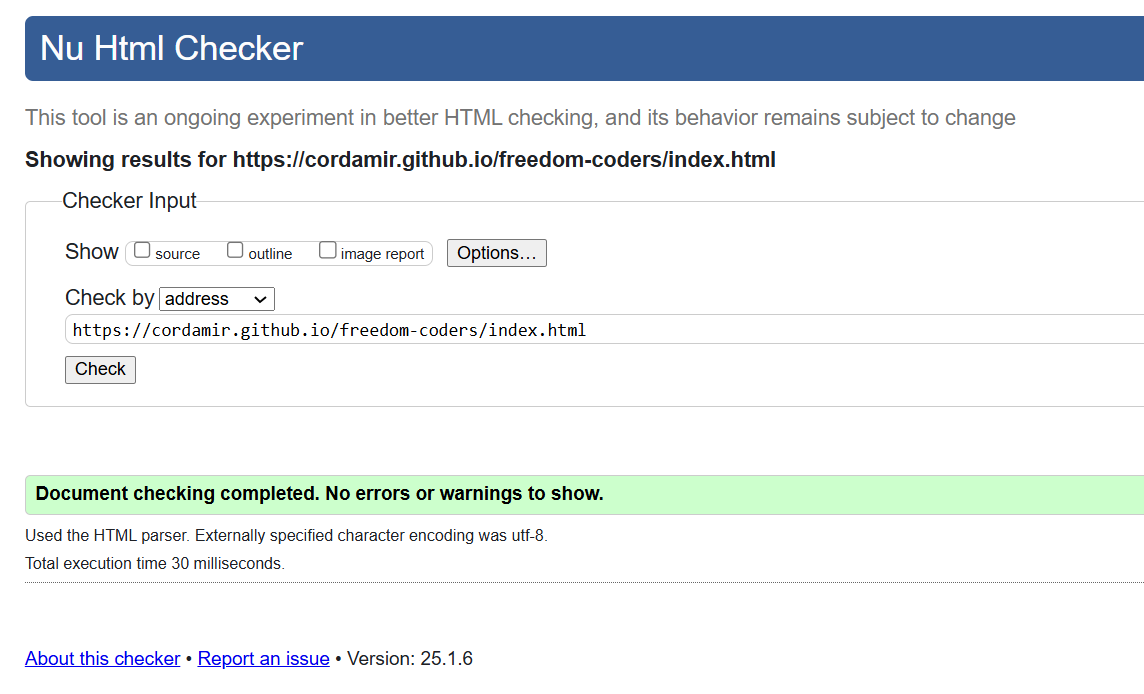 Nu Html Checker
This tool is an ongoing experiment in better HTML checking, and its behavior remains subject to change
Showing results for https://cordamir.github.io/freedom-coders/index.html
Checker Input
Show source outline image report Options…
Check by address
https://cordamir.github.io/freedom-coders/index.html
Check
Document checking completed. No errors or warnings to show.
Used the HTML parser. Externally specified character encoding was utf-8.
Total execution time 30 milliseconds.
About this checker • Report an issue • Version: 25.1.6